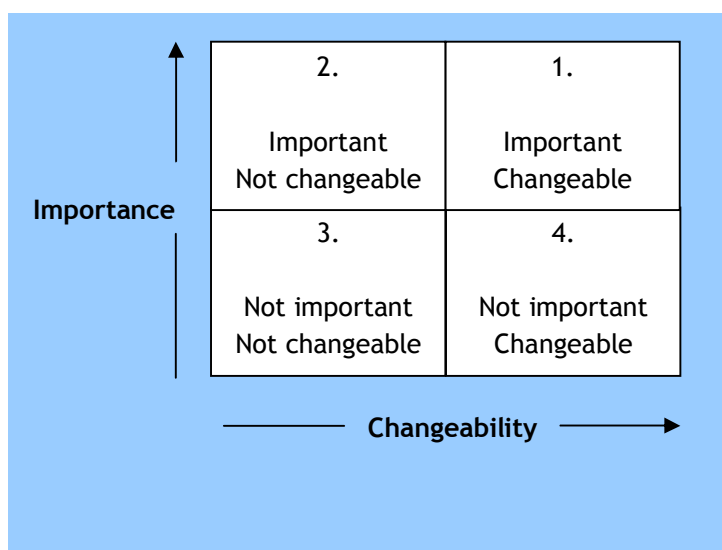 2.
Important
Not changeable
1.
Important
Changeable
Importance
3.
Not important
Not changeable
4.
Not important
Changeable
Changeability